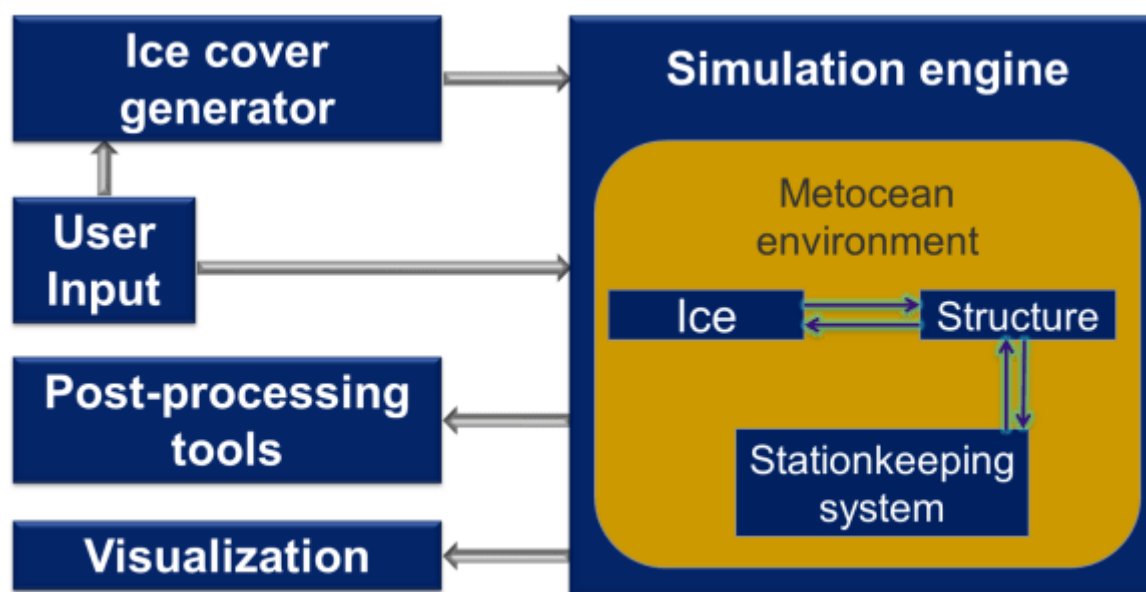 Ice cover
generator
User
Input
Post-processing
tools
Visualization
Simulation engine
Metocean
environment
Ice
Structure
Stationkeeping
system